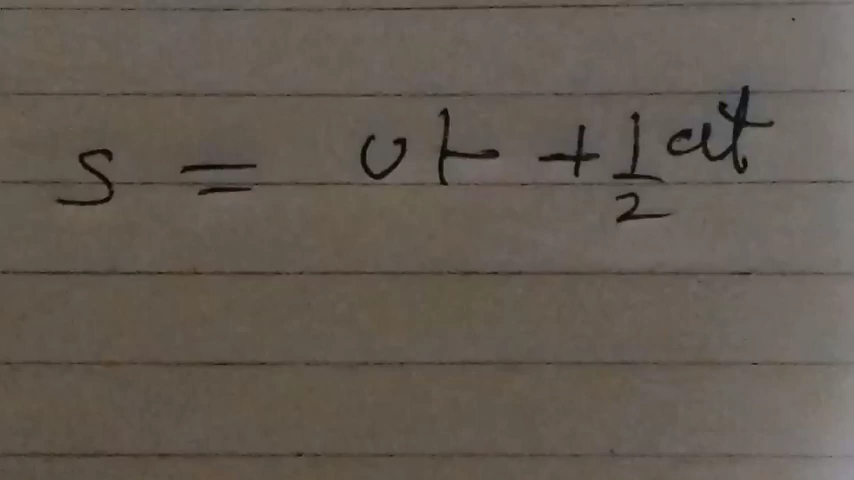 s = ut + 1/2 at